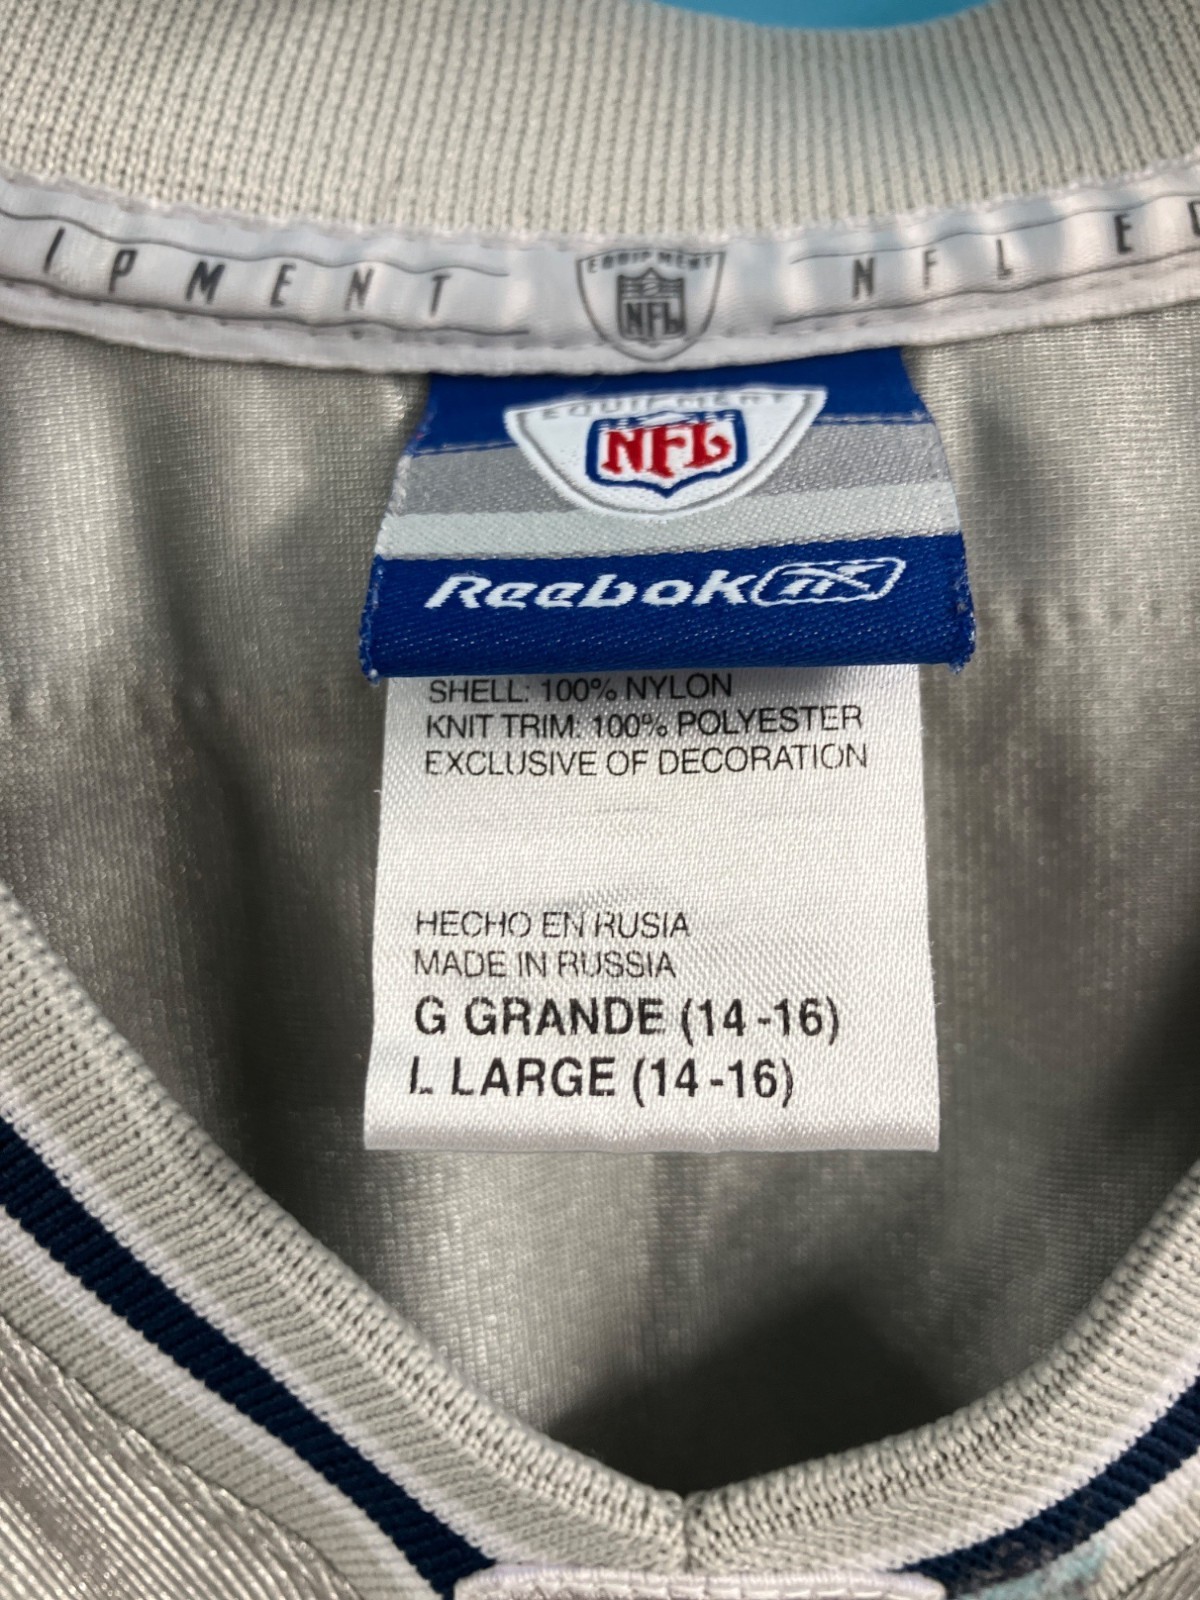 IPMENT
EQUIPMENT
NFL
NFL E
EQUIPMENT
NFL
Reebok
SHELL: 100% NYLON
KNIT TRIM: 100% POLYESTER
EXCLUSIVE OF DECORATION
HECHO EN RUSIA
MADE IN RUSSIA
G GRANDE (14-16)
L LARGE (14-16)